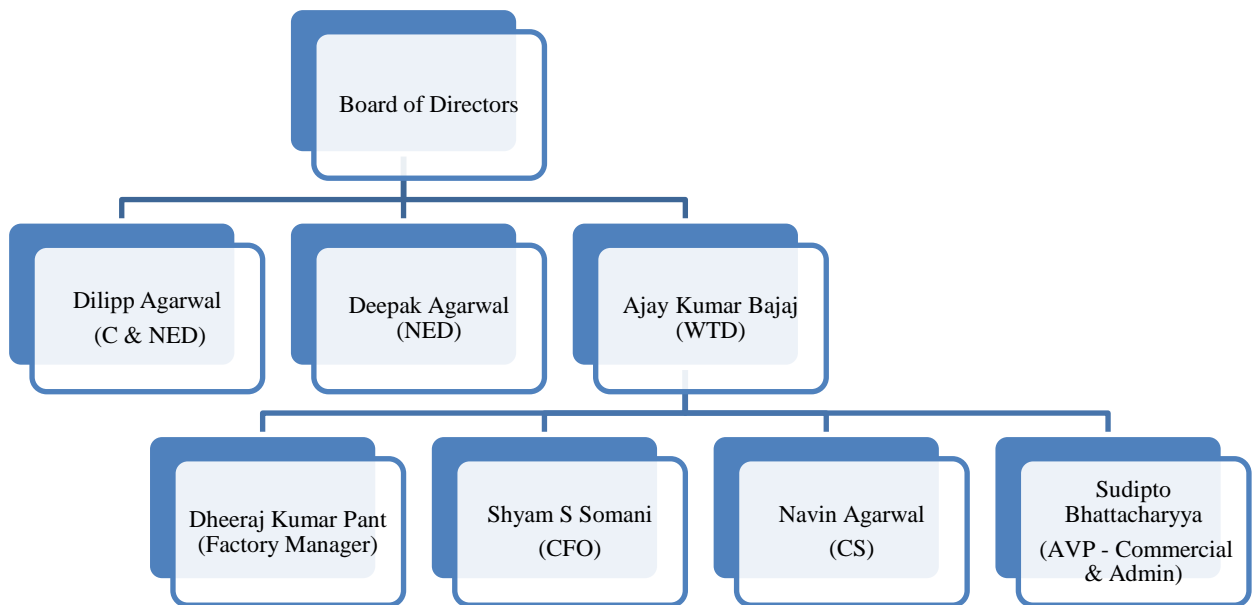 Board of Directors
Dilipp Agarwal
(C & NED)
Deepak Agarwal
(NED)
Ajay Kumar Bajaj
(WTD)
Dheeraj Kumar Pant
(Factory Manager)
Shyam S Somani
(CFO)
Navin Agarwal
(CS)
Sudipto
Bhattacharyya
(AVP - Commercial
& Admin)